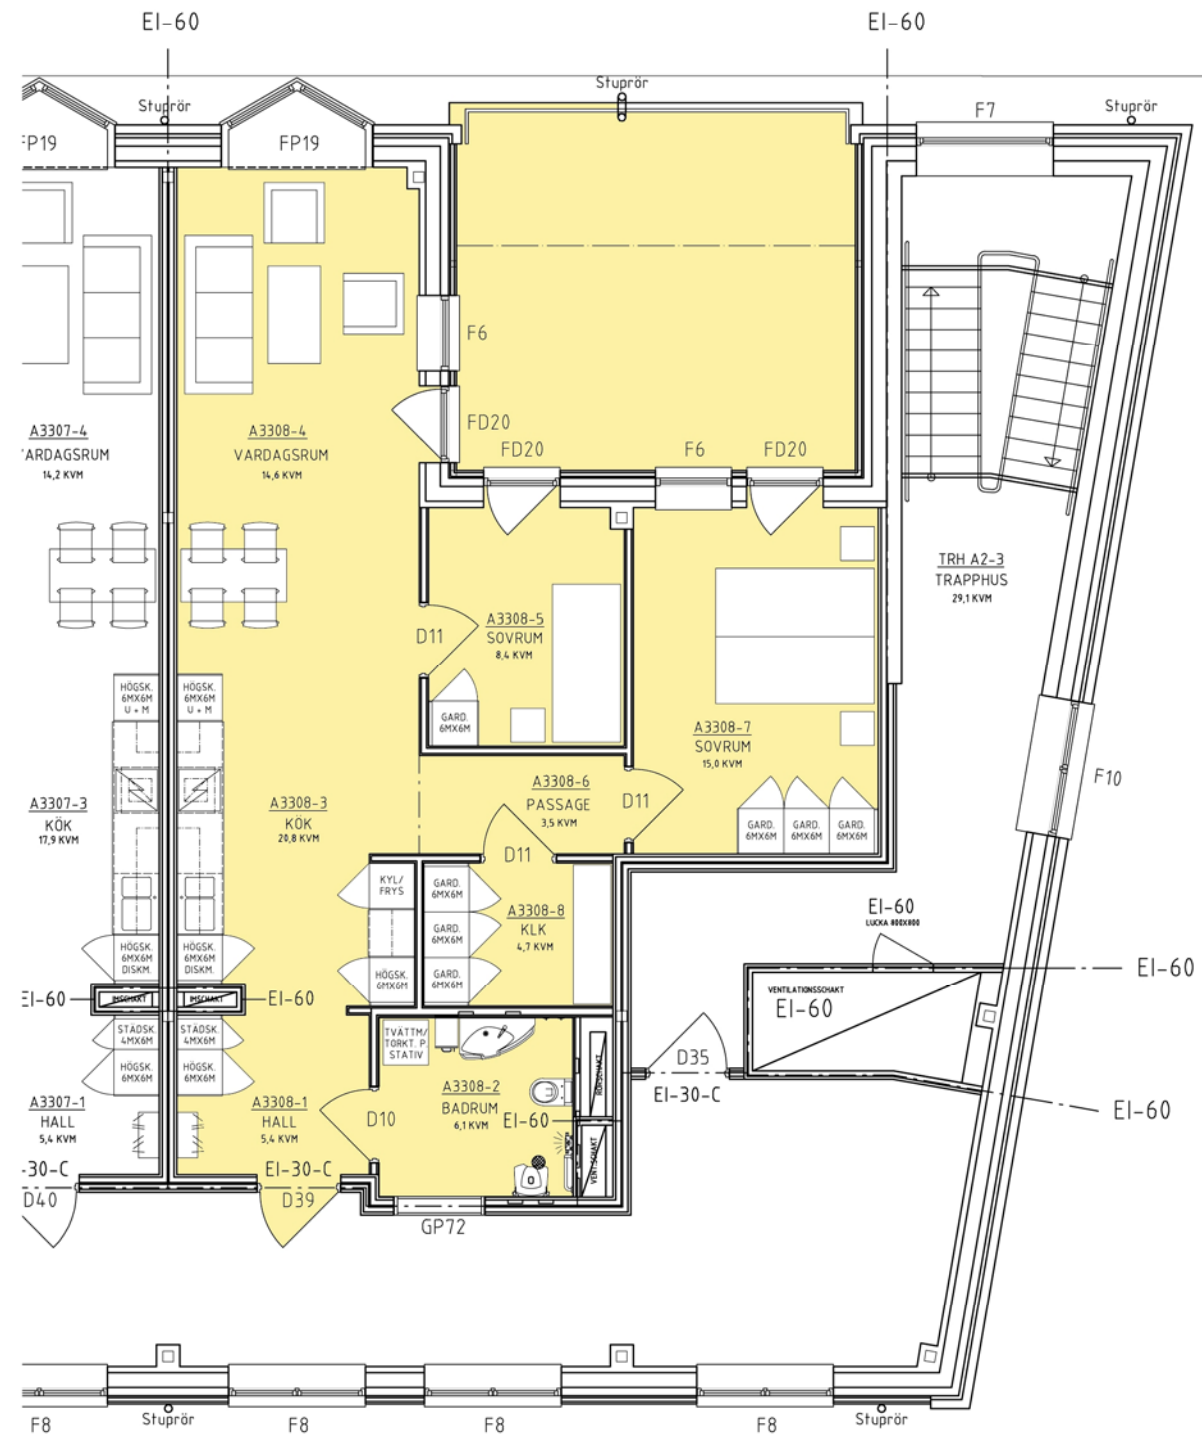 EI-60
EI-60
Stuprör
Stuprör
F7
Stuprör
FP19
FP19
F6
FD20
FD20
F6
FD20
A3307-4
VARDAGSRUM
14,2 KVM
A3308-4
VARDAGSRUM
14,6 KVM
TRH A2-3
TRAPPHUS
29,1 KVM
D11
A3308-5
SOVRUM
8,4 KVM
HÖGSK.
6MX6M
U + M
HÖGSK.
6MX6M
U + M
GARD.
6MX6M
A3308-7
SOVRUM
15,0 KVM
F10
A3307-3
KÖK
17,9 KVM
A3308-3
KÖK
20,8 KVM
A3308-6
PASSAGE
3,5 KVM
D11
GARD.
6MX6M
GARD.
6MX6M
GARD.
6MX6M
D11
KYL/
FRYS
GARD.
6MX6M
GARD.
6MX6M
GARD.
6MX6M
A3308-8
KLK
4,7 KVM
EI-60
LUCKA 800X800
HÖGSK.
6MX6M
DISKM.
HÖGSK.
6MX6M
DISKM.
HÖGSK.
6MX6M
EI-60
EI-60
IMSCHAKT
IMSCHAKT
EI-60
VENTILATIONSSCHAKT
EI-60
STÄDSK.
4MX6M
STÄDSK.
4MX6M
TVÄTTM/
TORKT. P.
STATIV
HÖGSK.
6MX6M
HÖGSK.
6MX6M
RÖRSCHAKT
D35
EI-30-C
A3308-2
BADRUM
6,1 KVM
EI-60
EI-60
A3307-1
HALL
5,4 KVM
A3308-1
HALL
5,4 KVM
D10
VENT.SCHAKT
-30-C
D40
EI-30-C
D39
GP72
F8
Stuprör
F8
F8
F8
Stuprör